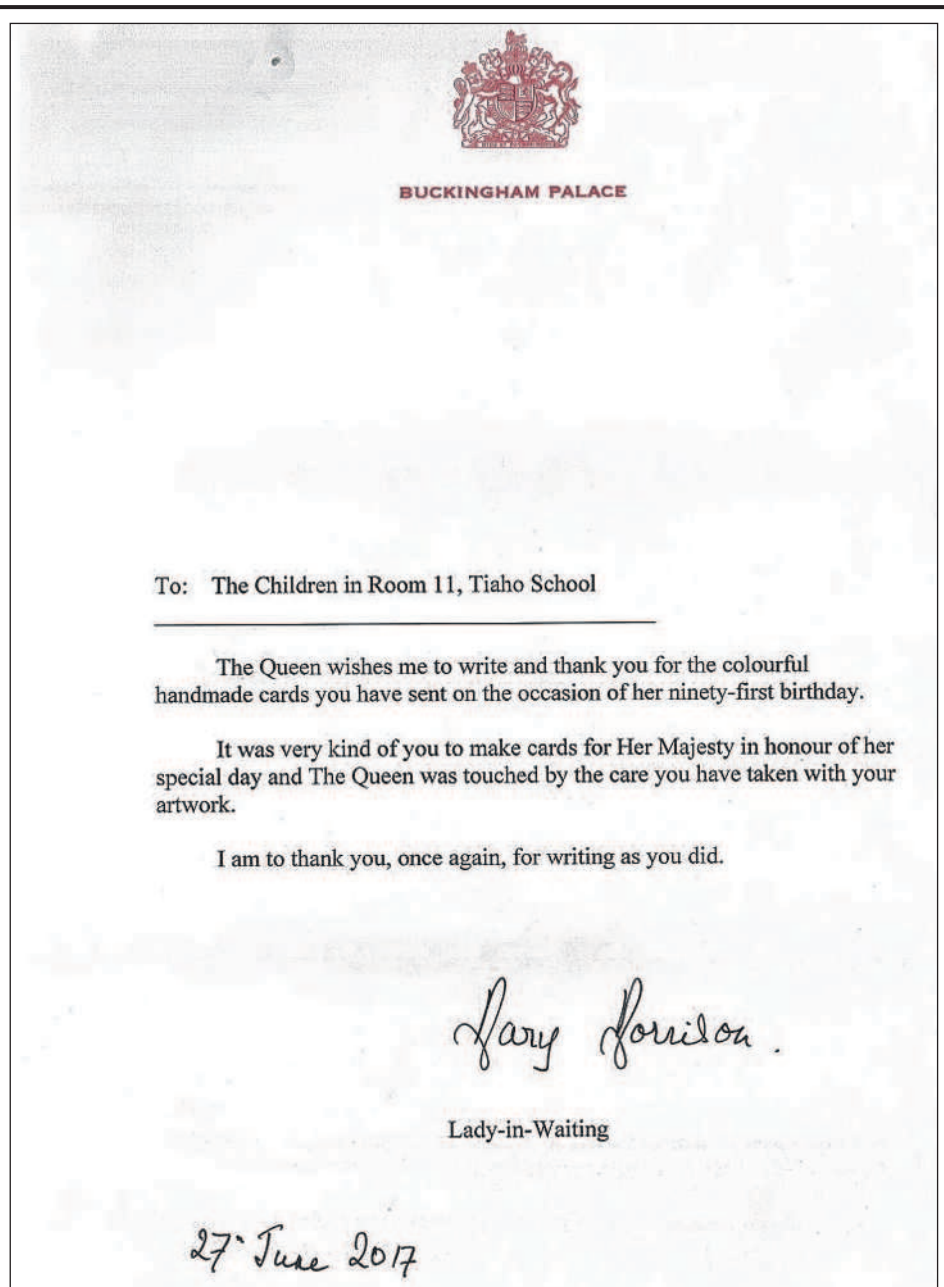 BUCKINGHAM PALACE
To: The Children in Room 11, Tiaho School
The Queen wishes me to write and thank you for the colourful
handmade cards you have sent on the occasion of her ninety-first birthday.
It was very kind of you to make cards for Her Majesty in honour of her
special day and The Queen was touched by the care you have taken with your
artwork.
I am to thank you, once again, for writing as you did.
Mary Morrison.
Lady-in-Waiting
27 June 2017